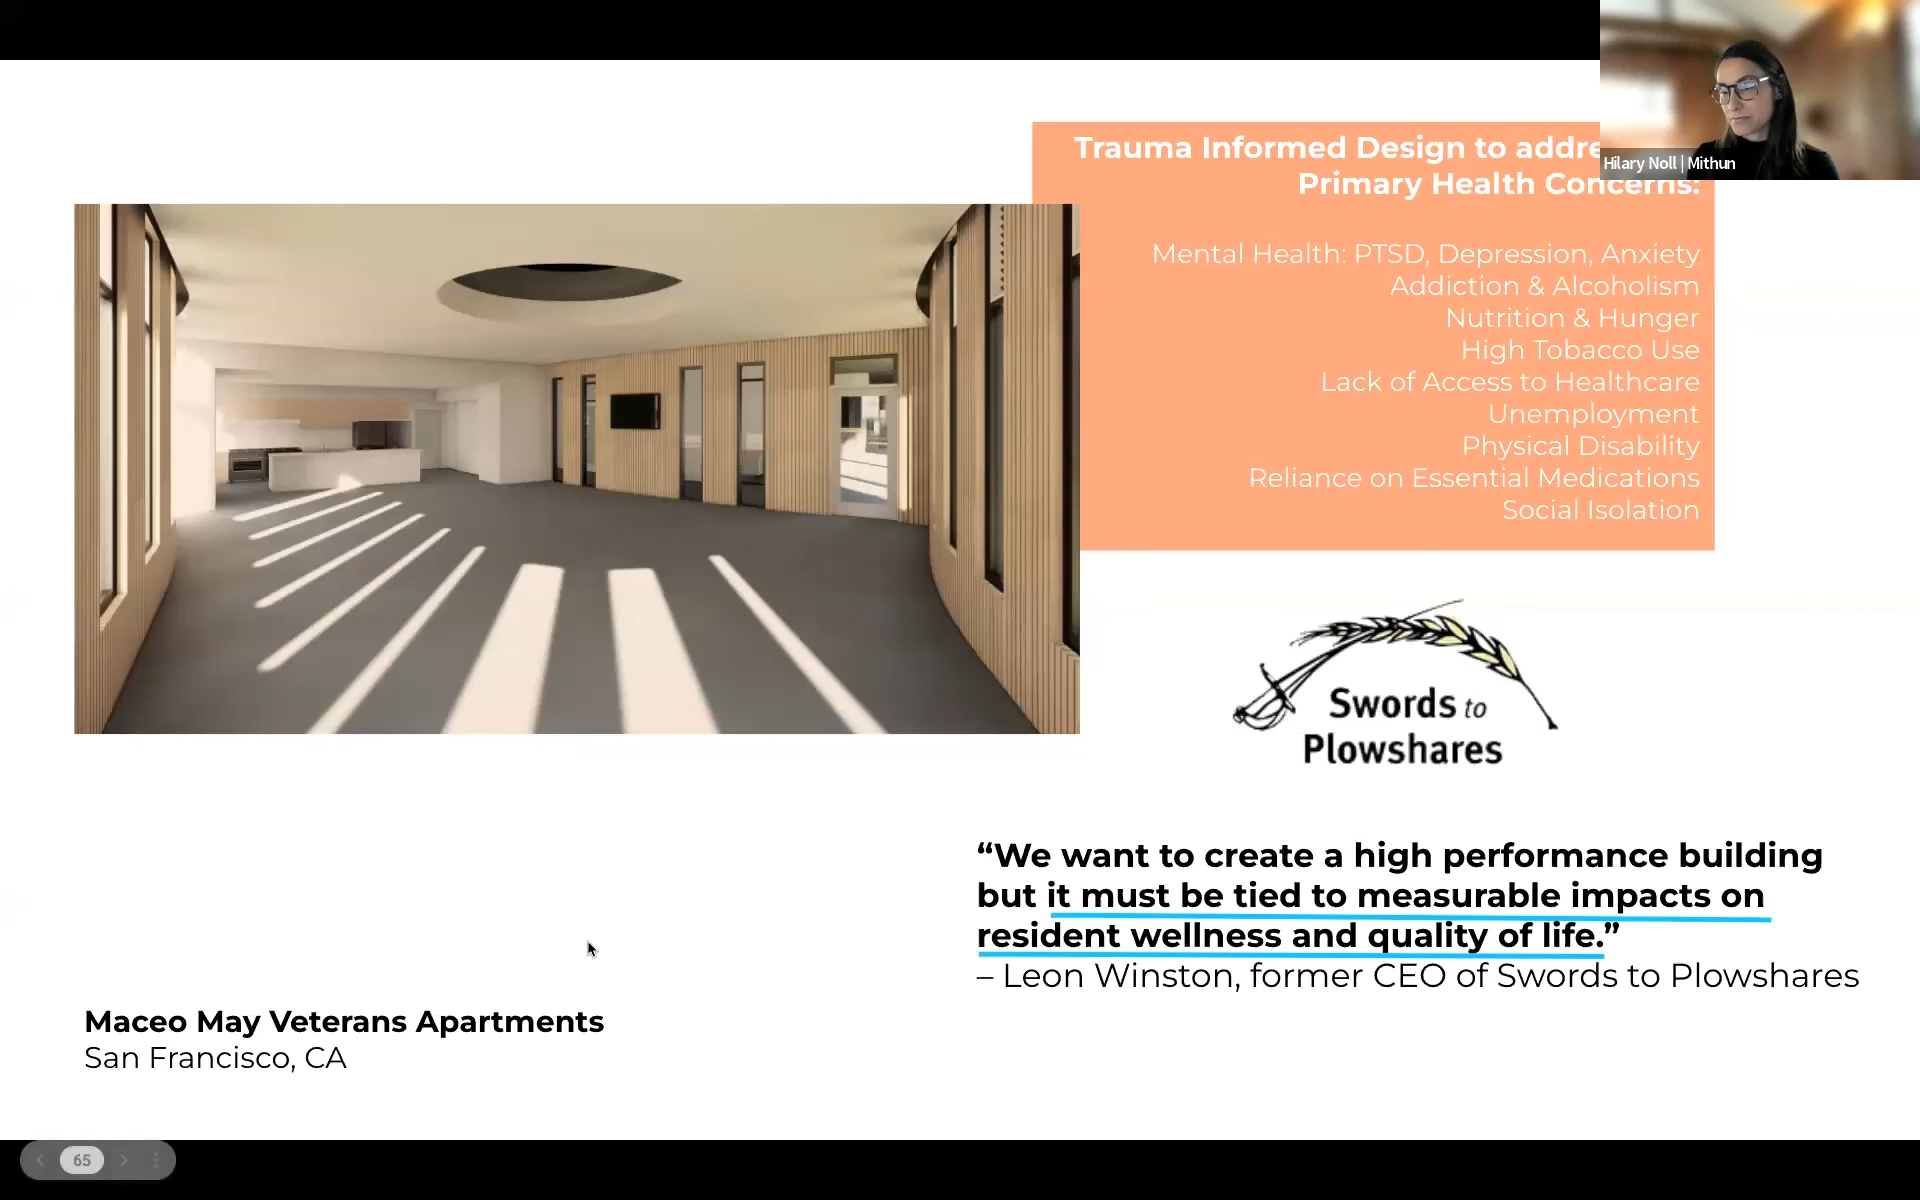 Trauma Informed Design to addre
Primary Health Concerns:
Mental Health: PTSD, Depression, Anxiety
Addiction & Alcoholism
Nutrition & Hunger
High Tobacco Use
Lack of Access to Healthcare
Unemployment
Physical Disability
Reliance on Essential Medications
Social Isolation
Hilary Noll | Mithun
Swords to
Plowshares
“We want to create a high performance building
but it must be tied to measurable impacts on
resident wellness and quality of life.”
– Leon Winston, former CEO of Swords to Plowshares
Maceo May Veterans Apartments
San Francisco, CA
65